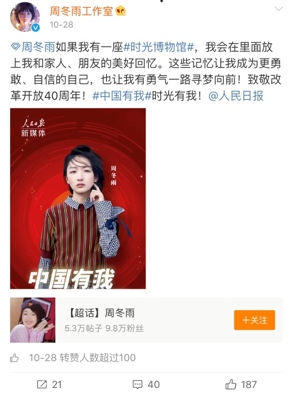 周冬雨工作室
10-28
周冬雨如果我有一座#时光博物馆#，我会在里面放
上我和家人、朋友的美好回忆。这些记忆让我成为更勇
敢、自信的自己，也让我有勇气一路寻梦向前！致敬改
革开放40周年！#中国有我#时光有我！@人民日报
人民日报
新媒体
周冬雨
中国有我
【超话】周冬雨
5.3万帖子 9.8万粉丝
+关注
10-28 转赞人数超过100
21
40
187